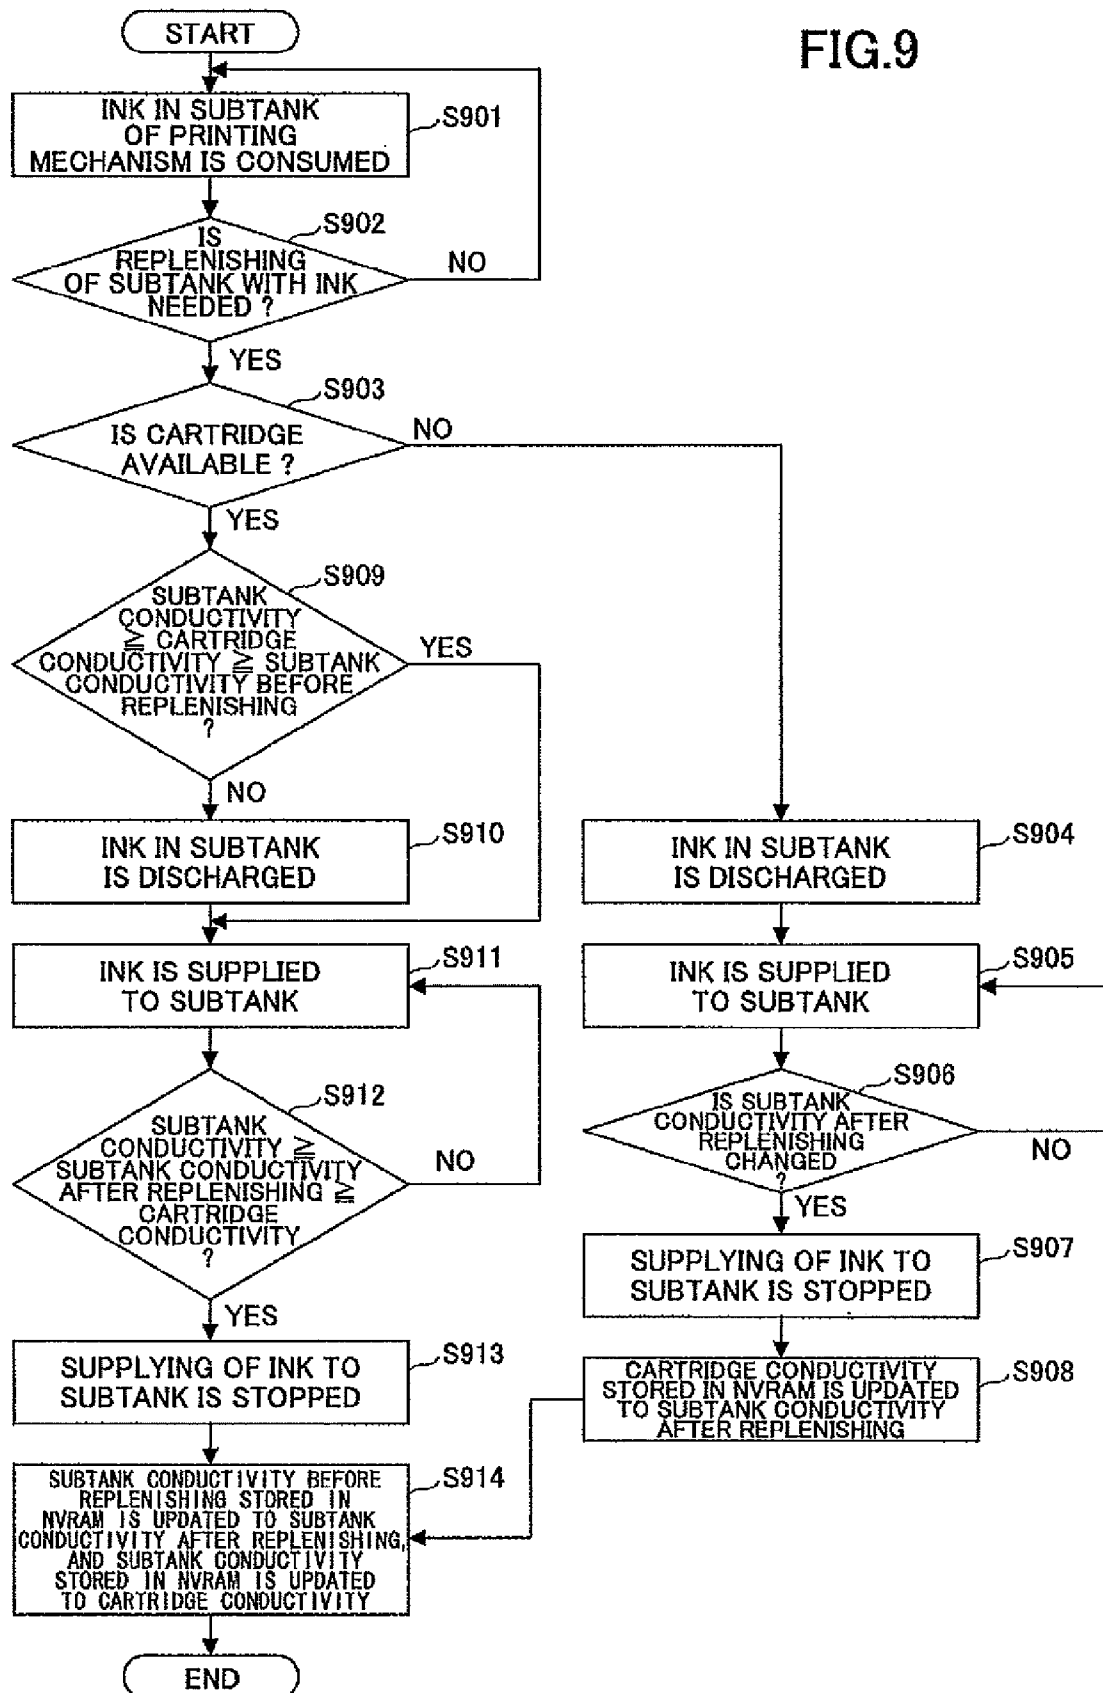 START
FIG.9
INK IN SUBTANK
OF PRINTING
MECHANISM IS CONSUMED
S901
IS
REPLENISHING
OF SUBTANK WITH INK
NEEDED ?
S902
NO
YES
IS CARTRIDGE
AVAILABLE ?
S903
NO
YES
SUBTANK
CONDUCTIVITY
≧ CARTRIDGE
CONDUCTIVITY ≧ SUBTANK
CONDUCTIVITY BEFORE
REPLENISHING
?
S909
YES
NO
INK IN SUBTANK
IS DISCHARGED
S910
INK IN SUBTANK
IS DISCHARGED
S904
INK IS SUPPLIED
TO SUBTANK
S911
INK IS SUPPLIED
TO SUBTANK
S905
SUBTANK
CONDUCTIVITY ≧
SUBTANK CONDUCTIVITY
AFTER REPLENISHING ≧
CARTRIDGE
CONDUCTIVITY
?
S912
NO
YES
IS SUBTANK
CONDUCTIVITY AFTER
REPLENISHING
CHANGED
?
S906
NO
YES
SUPPLYING OF INK TO
SUBTANK IS STOPPED
S907
SUPPLYING OF INK TO
SUBTANK IS STOPPED
S913
CARTRIDGE CONDUCTIVITY
STORED IN NVRAM IS UPDATED
TO SUBTANK CONDUCTIVITY
AFTER REPLENISHING
S908
SUBTANK CONDUCTIVITY BEFORE
REPLENISHING STORED IN
NVRAM IS UPDATED TO SUBTANK
CONDUCTIVITY AFTER REPLENISHING,
AND SUBTANK CONDUCTIVITY
STORED IN NVRAM IS UPDATED
TO CARTRIDGE CONDUCTIVITY
S914
END